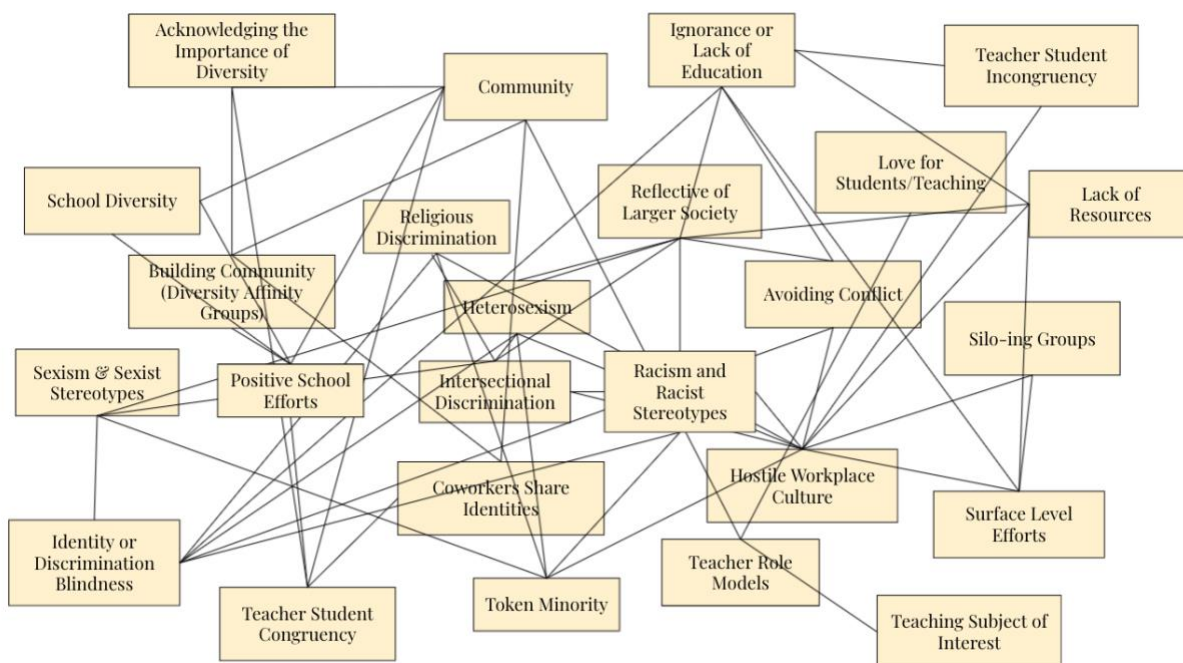 Acknowledging the
Importance of
Diversity
Community
Ignorance or
Lack of
Education
Teacher Student
Incongruency
School Diversity
Religious
Discrimination
Reflective of
Larger Society
Love for
Students/Teaching
Lack of
Resources
Building Community
(Diversity Affinity
Groups)
Heterosexism
Avoiding Conflict
Silo-ing Groups
Sexism & Sexist
Stereotypes
Positive School
Efforts
Intersectional
Discrimination
Racism and
Racist
Stereotypes
Coworkers Share
Identities
Hostile Workplace
Culture
Surface Level
Efforts
Identity or
Discrimination
Blindness
Teacher Student
Congruency
Token Minority
Teacher Role
Models
Teaching Subject of
Interest